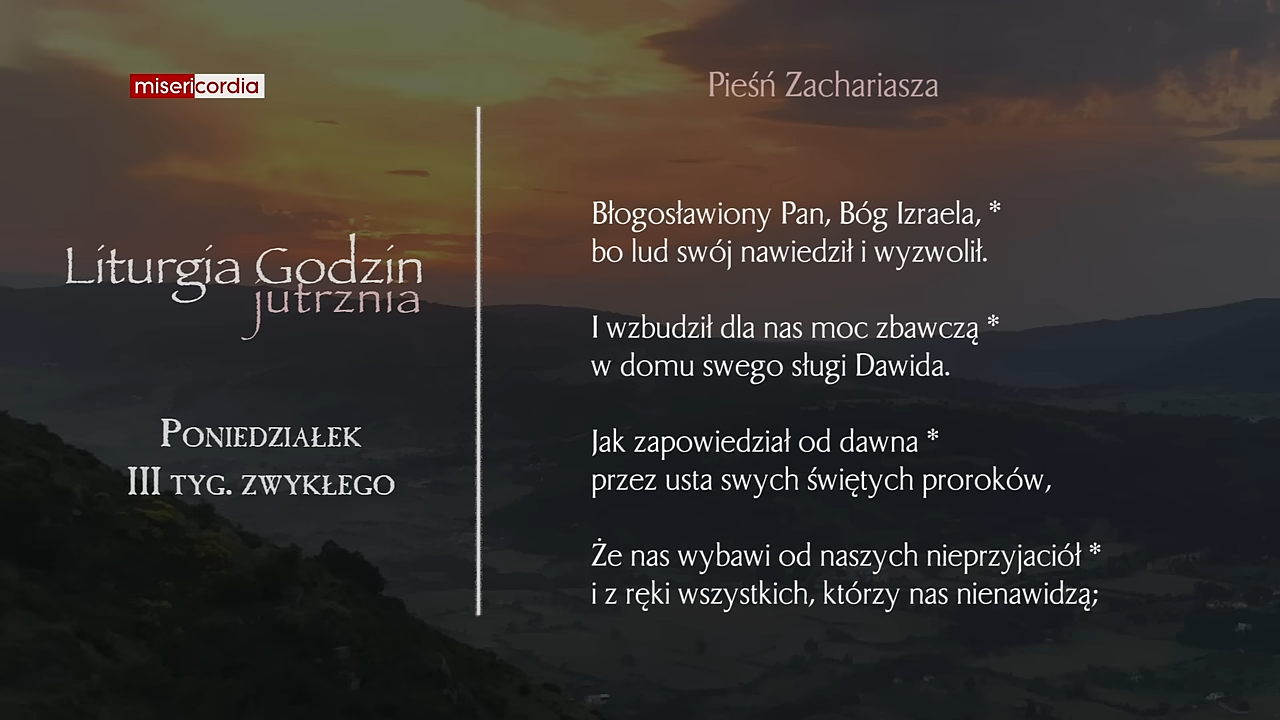 misericordia
Liturgia Godzin
jutrznia
Poniedziałek
III tyg. zwykłego
Pieśń Zachariasza
Błogosławiony Pan, Bóg Izraela, *
bo lud swój nawiedził i wyzwolił.
I wzbudził dla nas moc zbawczą *
w domu swego sługi Dawida.
Jak zapowiedział od dawna *
przez usta swych świętych proroków,
Że nas wybawi od naszych nieprzyjaciół *
i z ręki wszystkich, którzy nas nienawidzą;